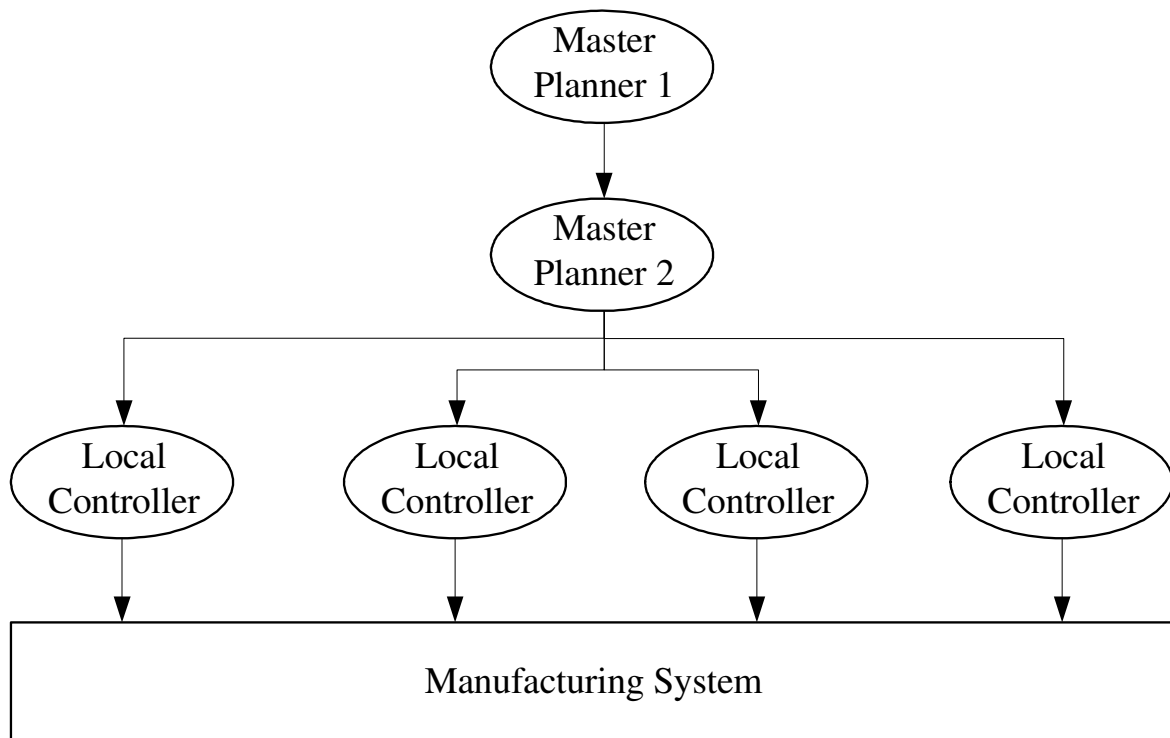 Master
Planner 1
Master
Planner 2
Local
Controller
Local
Controller
Local
Controller
Local
Controller
Manufacturing System